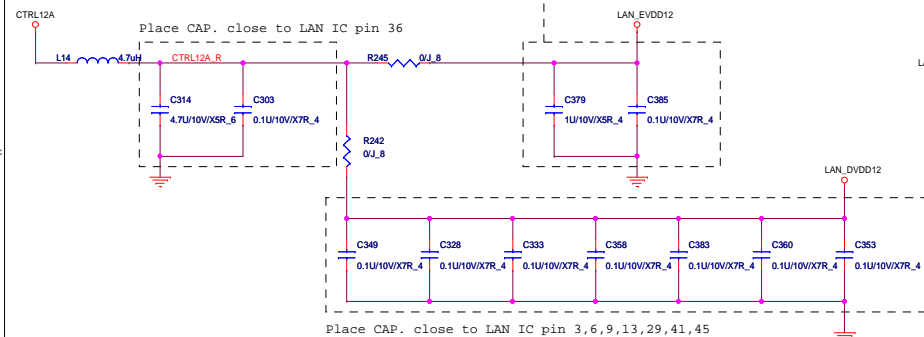 CTRL12A
LAN_EVDD12
Place CAP. close to LAN IC pin 36
L14
4.7uH
CTRL12A_R
R245
0/J_8
C314
4.7U/10V/X5R_6
C303
0.1U/10V/X7R_4
C379
1U/10V/X5R_4
C385
0.1U/10V/X7R_4
R242
0/J_8
LAN_DVDD12
C349
0.1U/10V/X7R_4
C328
0.1U/10V/X7R_4
C333
0.1U/10V/X7R_4
C358
0.1U/10V/X7R_4
C383
0.1U/10V/X7R_4
C360
0.1U/10V/X7R_4
C353
0.1U/10V/X7R_4
Place CAP. close to LAN IC pin 3,6,9,13,29,41,45